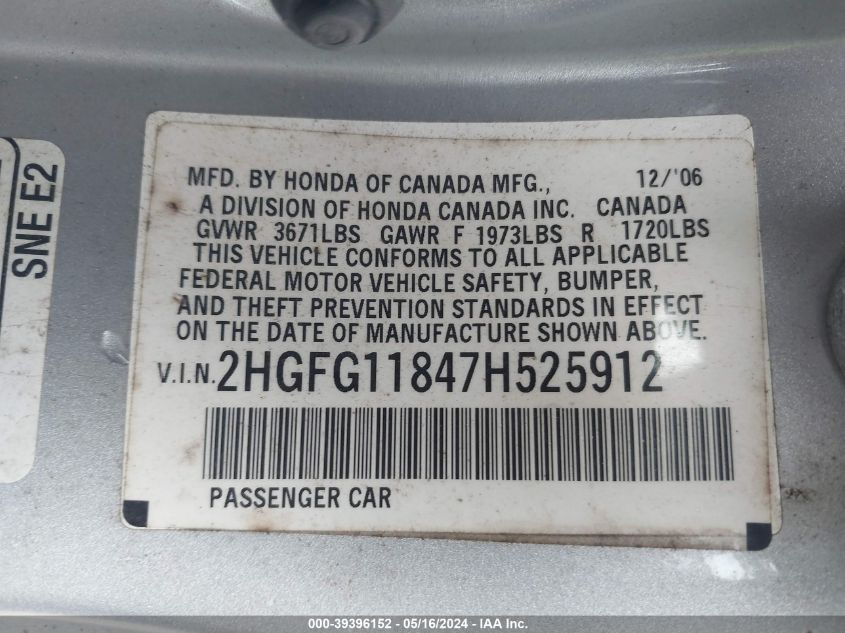 MFD. BY HONDA OF CANADA MFG., 12/'06
A DIVISION OF HONDA CANADA INC. CANADA
GVWR 3671LBS GAWR F 1973LBS R 1720LBS
THIS VEHICLE CONFORMS TO ALL APPLICABLE
FEDERAL MOTOR VEHICLE SAFETY, BUMPER,
AND THEFT PREVENTION STANDARDS IN EFFECT
ON THE DATE OF MANUFACTURE SHOWN ABOVE.
V.I.N. 2HGFG11847H525912
PASSENGER CAR
SNE E2
000-39396152 - 05/16/2024 - IAA Inc.